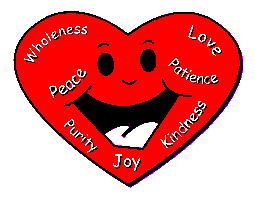 Wholeness
Love
Peace
Patience
Purity
Kindness
Joy